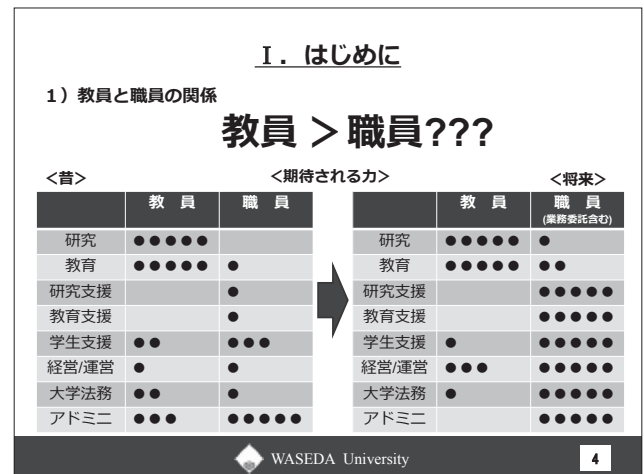 Ⅰ．はじめに
1）教員と職員の関係
教員 ＞ 職員???
＜昔＞ ＜期待される力＞ ＜将来＞
教 員 職 員
研究 ●●●●●
教育 ●●●●● ●
研究支援 ●
教育支援 ●
学生支援 ●● ●●●
経営/運営 ● ●
大学法務 ●● ●
アドミニ ●●● ●●●●●
教 員 職 員
(業務委託含む)
研究 ●●●●● ●
教育 ●●●●● ●●
研究支援 ●●●●●
教育支援 ●●●●●
学生支援 ● ●●●●●
経営/運営 ●●● ●●●●●
大学法務 ● ●●●●●
アドミニ ●●●●●
WASEDA University
4